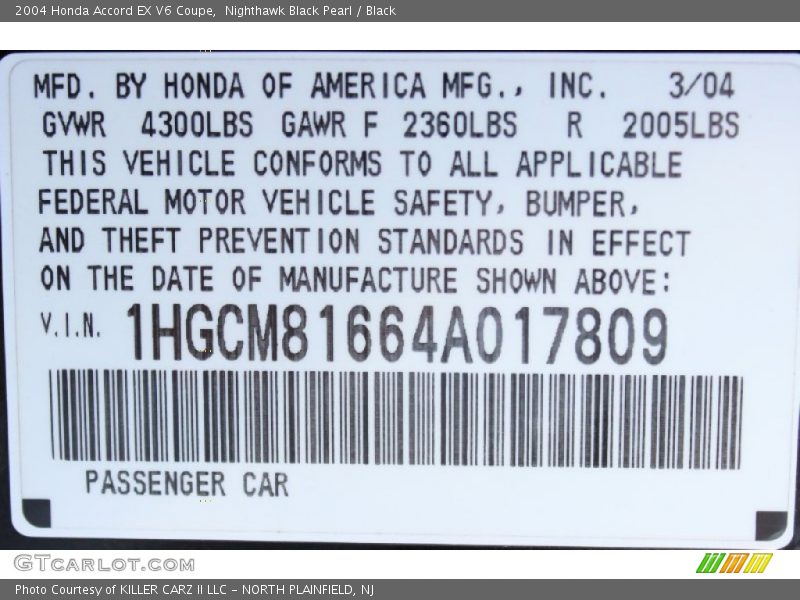 2004 Honda Accord EX V6 Coupe,  Nighthawk Black Pearl / Black
MFD. BY HONDA OF AMERICA MFG., INC. 3/04
GVWR 4300LBS GAWR F 2360LBS R 2005LBS
THIS VEHICLE CONFORMS TO ALL APPLICABLE
FEDERAL MOTOR VEHICLE SAFETY, BUMPER,
AND THEFT PREVENTION STANDARDS IN EFFECT
ON THE DATE OF MANUFACTURE SHOWN ABOVE:
V.I.N. 1HGCM81664A017809
PASSENGER CAR
GTCARLOT.COM
Photo Courtesy of KILLER CARZ II LLC - NORTH PLAINFIELD, NJ